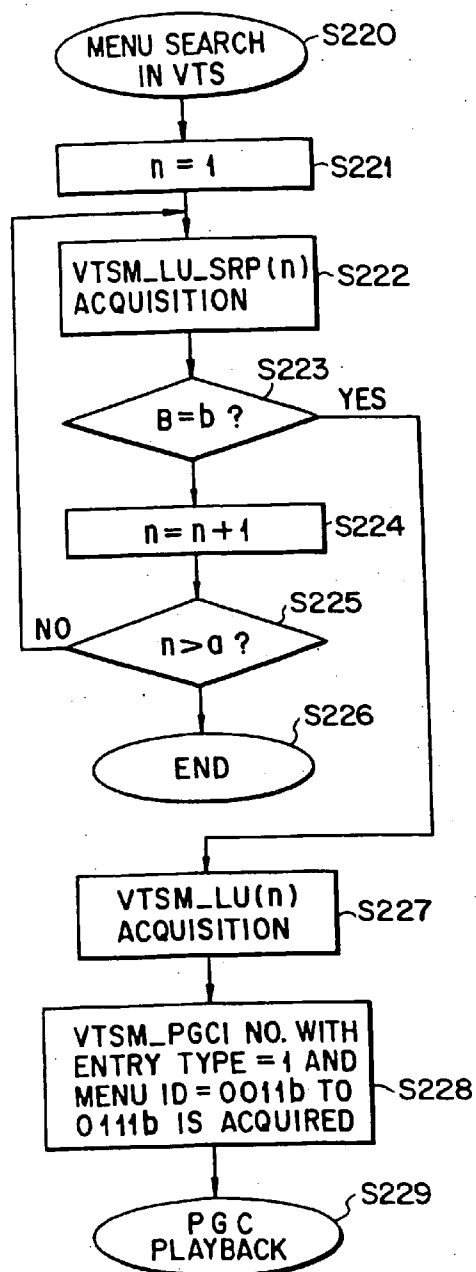 MENU SEARCH
IN VTS
S220
n = 1
S221
VTSM_LU_SRP(n)
ACQUISITION
S222
S223
B=b ?
YES
n=n+1
S224
S225
NO
n>a ?
S226
END
VTSM_LU(n)
ACQUISITION
S227
VTSM_PGCI NO. WITH
ENTRY TYPE =1 AND
MENU ID=0011b TO
0111b IS ACQUIRED
S228
S229
PGC
PLAYBACK